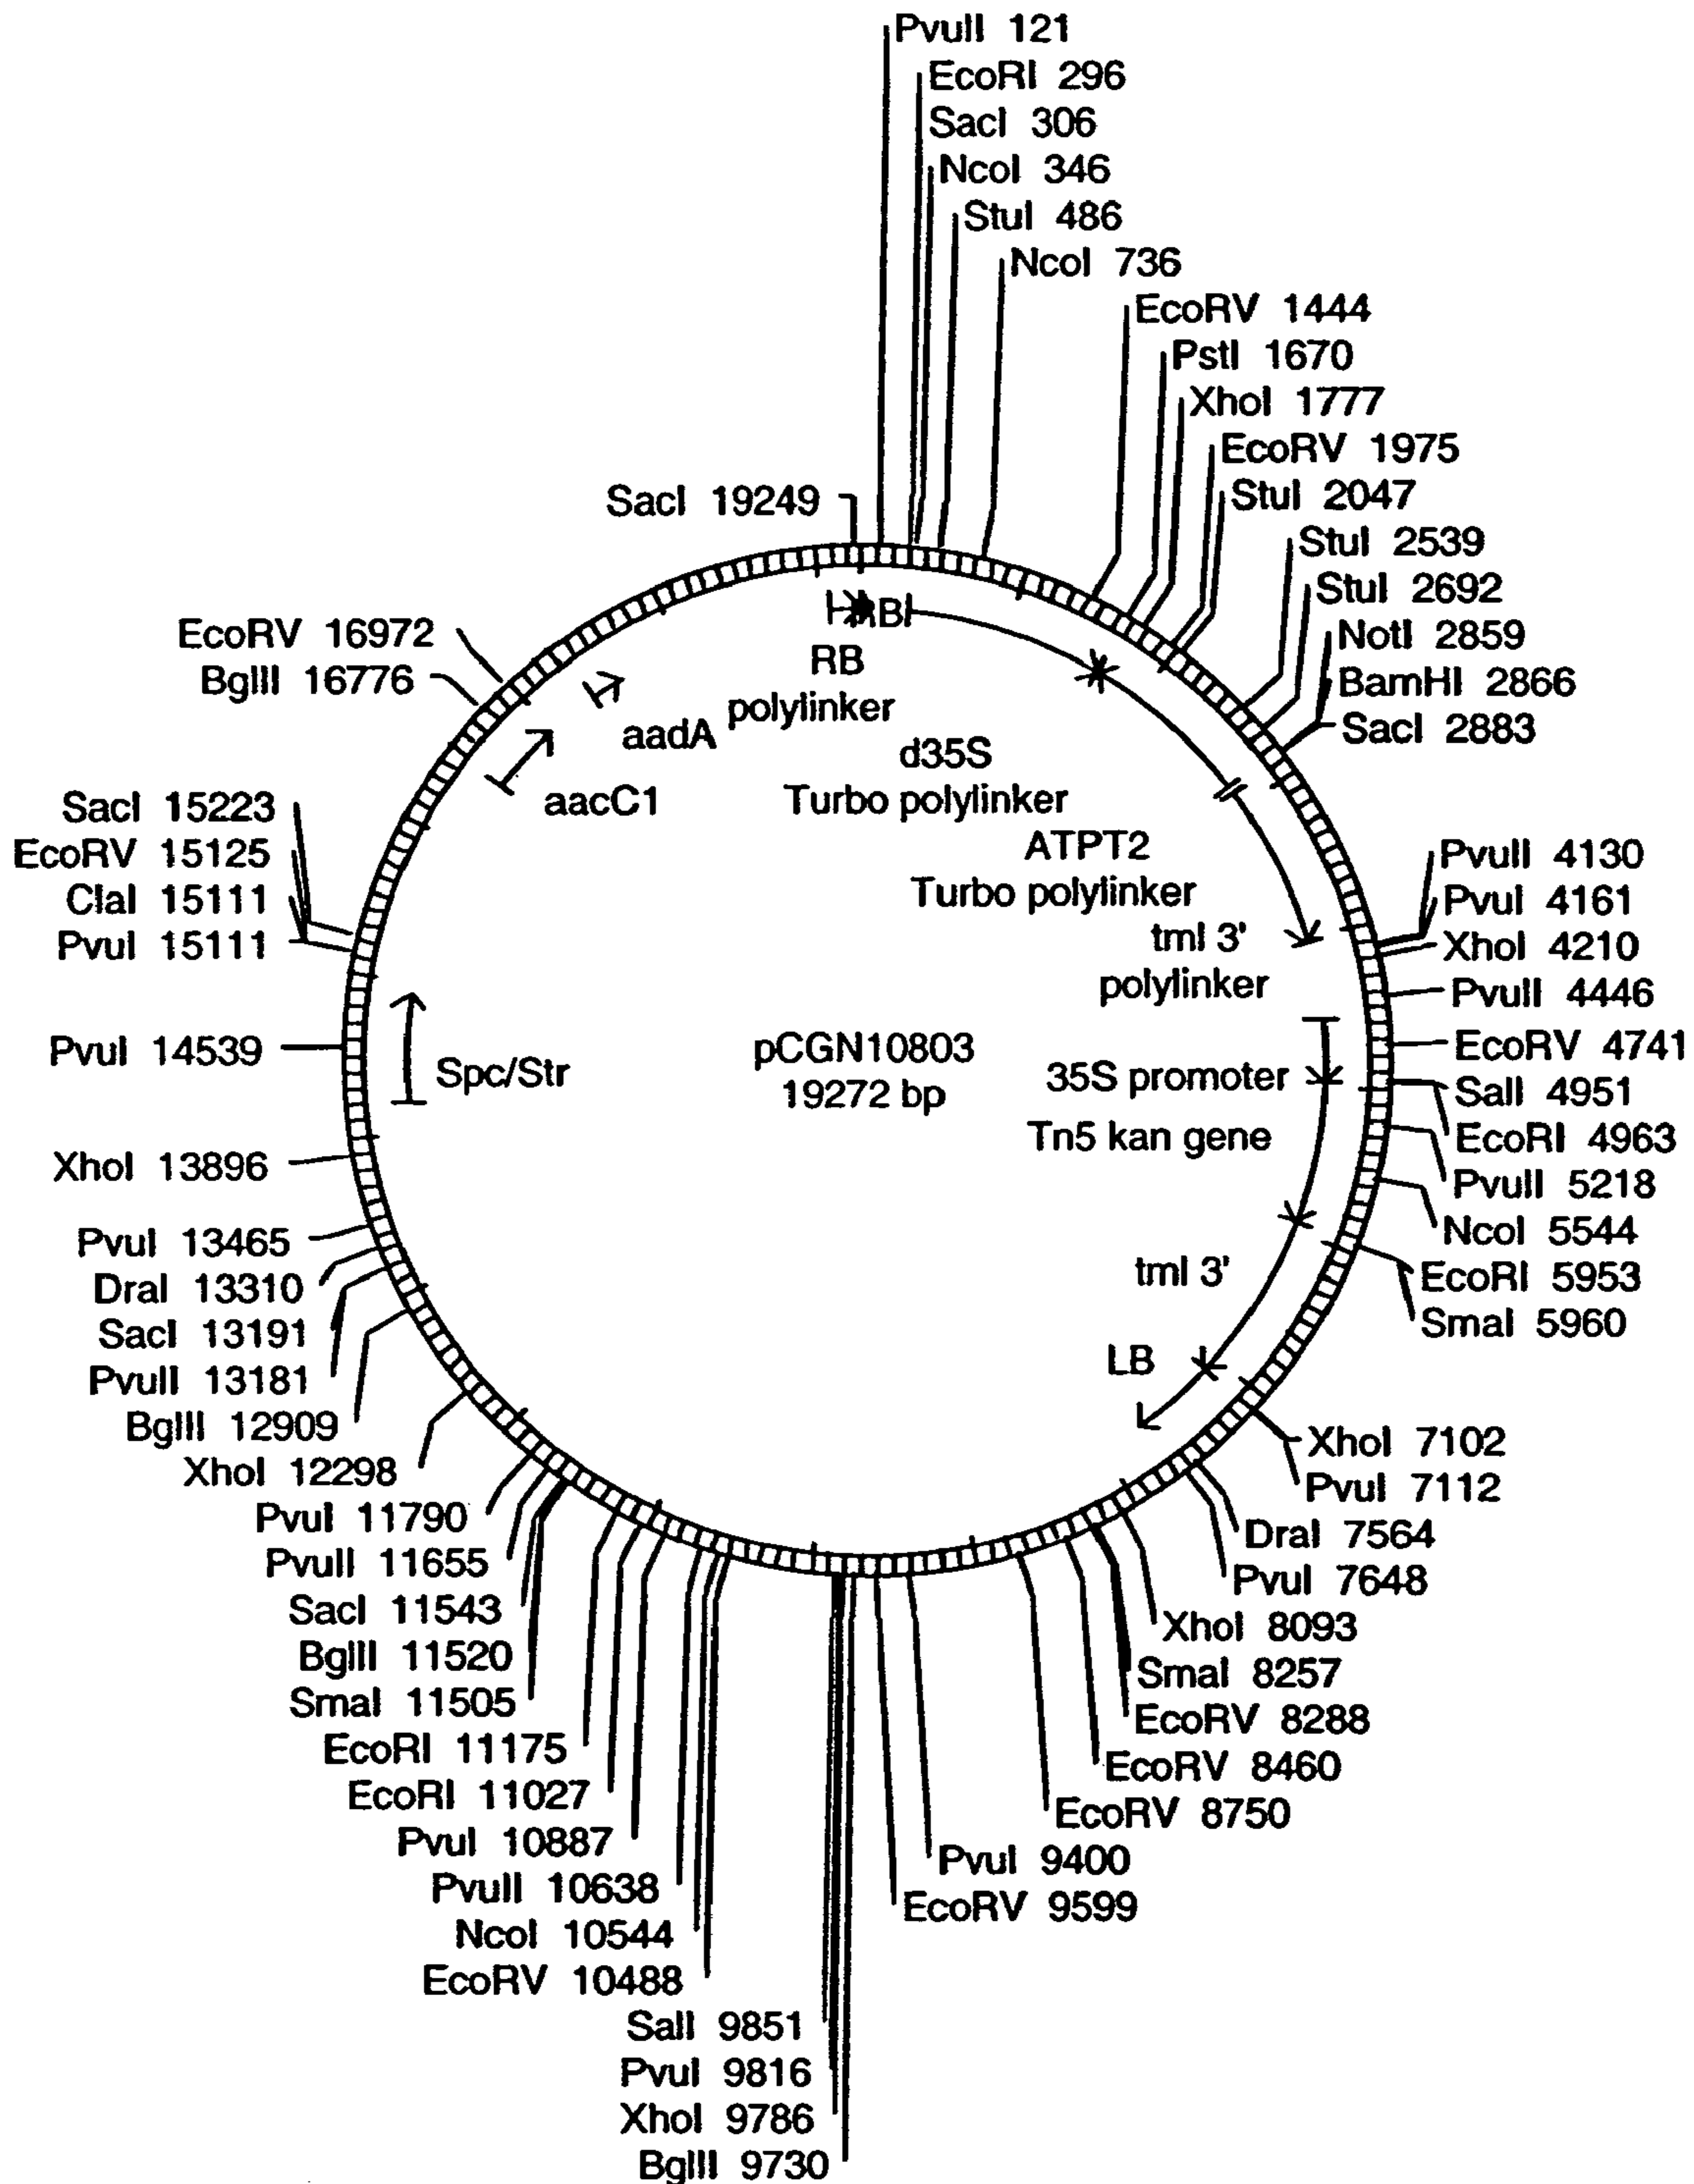 PvuII 121
EcoRI 296
SacI 306
NcoI 346
StuI 486
NcoI 736
EcoRV 1444
PstI 1670
XhoI 1777
EcoRV 1975
StuI 2047
StuI 2539
StuI 2692
NotI 2859
BamHI 2866
SacI 2883
PvuII 4130
PvuI 4161
XhoI 4210
PvuII 4446
EcoRV 4741
SalI 4951
EcoRI 4963
PvuII 5218
NcoI 5544
EcoRI 5953
SmaI 5960
XhoI 7102
PvuI 7112
DraI 7564
PvuI 7648
XhoI 8093
SmaI 8257
EcoRV 8288
EcoRV 8460
EcoRV 8750
PvuI 9400
EcoRV 9599
BglII 9730
XhoI 9786
PvuI 9816
SalI 9851
EcoRV 10488
NcoI 10544
PvuII 10638
PvuI 10887
EcoRI 11027
EcoRI 11175
SmaI 11505
BglII 11520
SacI 11543
PvuII 11655
PvuI 11790
XhoI 12298
BglII 12909
PvuII 13181
SacI 13191
DraI 13310
PvuI 13465
XhoI 13896
PvuI 14539
PvuI 15111
ClaI 15111
EcoRV 15125
SacI 15223
BglII 16776
EcoRV 16972
SacI 19249
RB
polylinker
d35S
Turbo polylinker
ATPT2
Turbo polylinker
tml 3'
polylinker
35S promoter
Tn5 kan gene
tml 3'
LB
Spc/Str
aacC1
aadA
pCGN10803
19272 bp